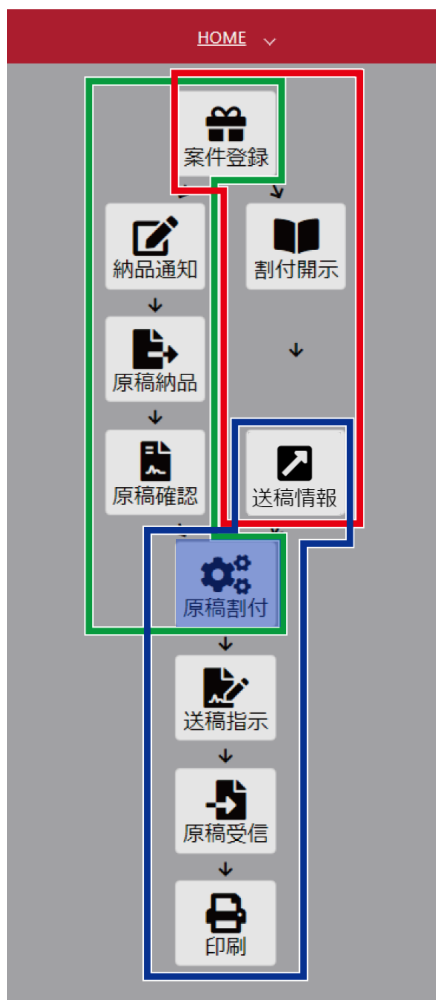 HOME
案件登録
納品通知
割付開示
原稿納品
原稿確認
送稿情報
原稿割付
送稿指示
原稿受信
印刷